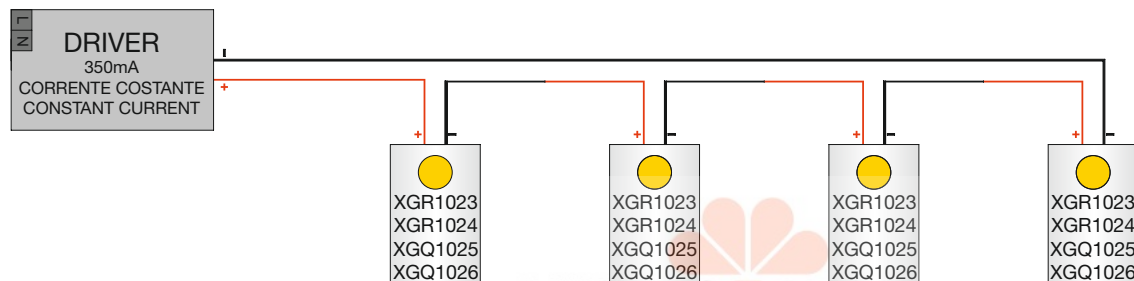 L
N
DRIVER
350mA
CORRENTE COSTANTE
CONSTANT CURRENT
-
+
+ -
+ -
+ -
+ -
XGR1023
XGR1024
XGQ1025
XGQ1026
XGR1023
XGR1024
XGQ1025
XGQ1026
XGR1023
XGR1024
XGQ1025
XGQ1026
XGR1023
XGR1024
XGQ1025
XGQ1026